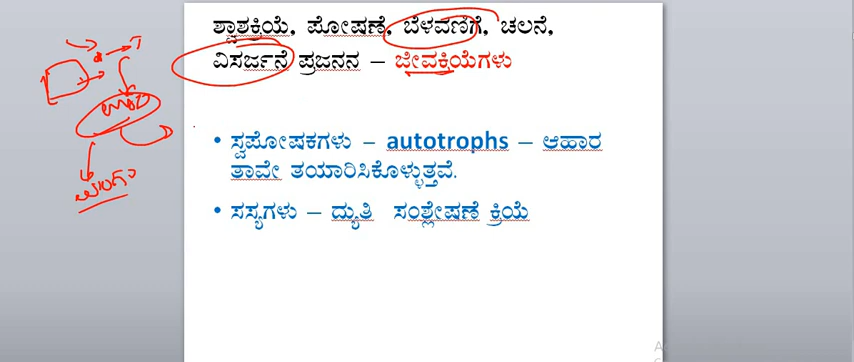 ಶ್ವಾಶಕ್ರಿಯೆ, ಪೋಷಣೆ, ಬೆಳವಣಿಗೆ, ಚಲನೆ,
ವಿಸರ್ಜನೆ ಪ್ರಜನನ – ಜೀವಕ್ರಿಯೆಗಳು
• ಸ್ವಪೋಷಕಗಳು – autotrophs – ಆಹಾರ
ತಾವೇ ತಯಾರಿಸಿಕೊಳ್ಳುತ್ತವೆ.
• ಸಸ್ಯಗಳು – ದ್ಯುತಿ ಸಂಶ್ಲೇಷಣೆ ಕ್ರಿಯೆ